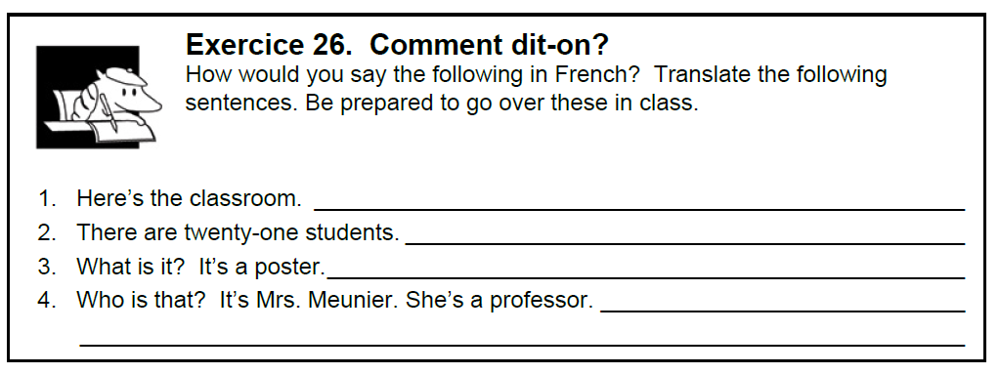 Exercice 26.  Comment dit-on?
How would you say the following in French?  Translate the following
sentences. Be prepared to go over these in class.
1. Here’s the classroom.
2. There are twenty-one students.
3. What is it?  It’s a poster.
4. Who is that?  It’s Mrs. Meunier. She’s a professor.